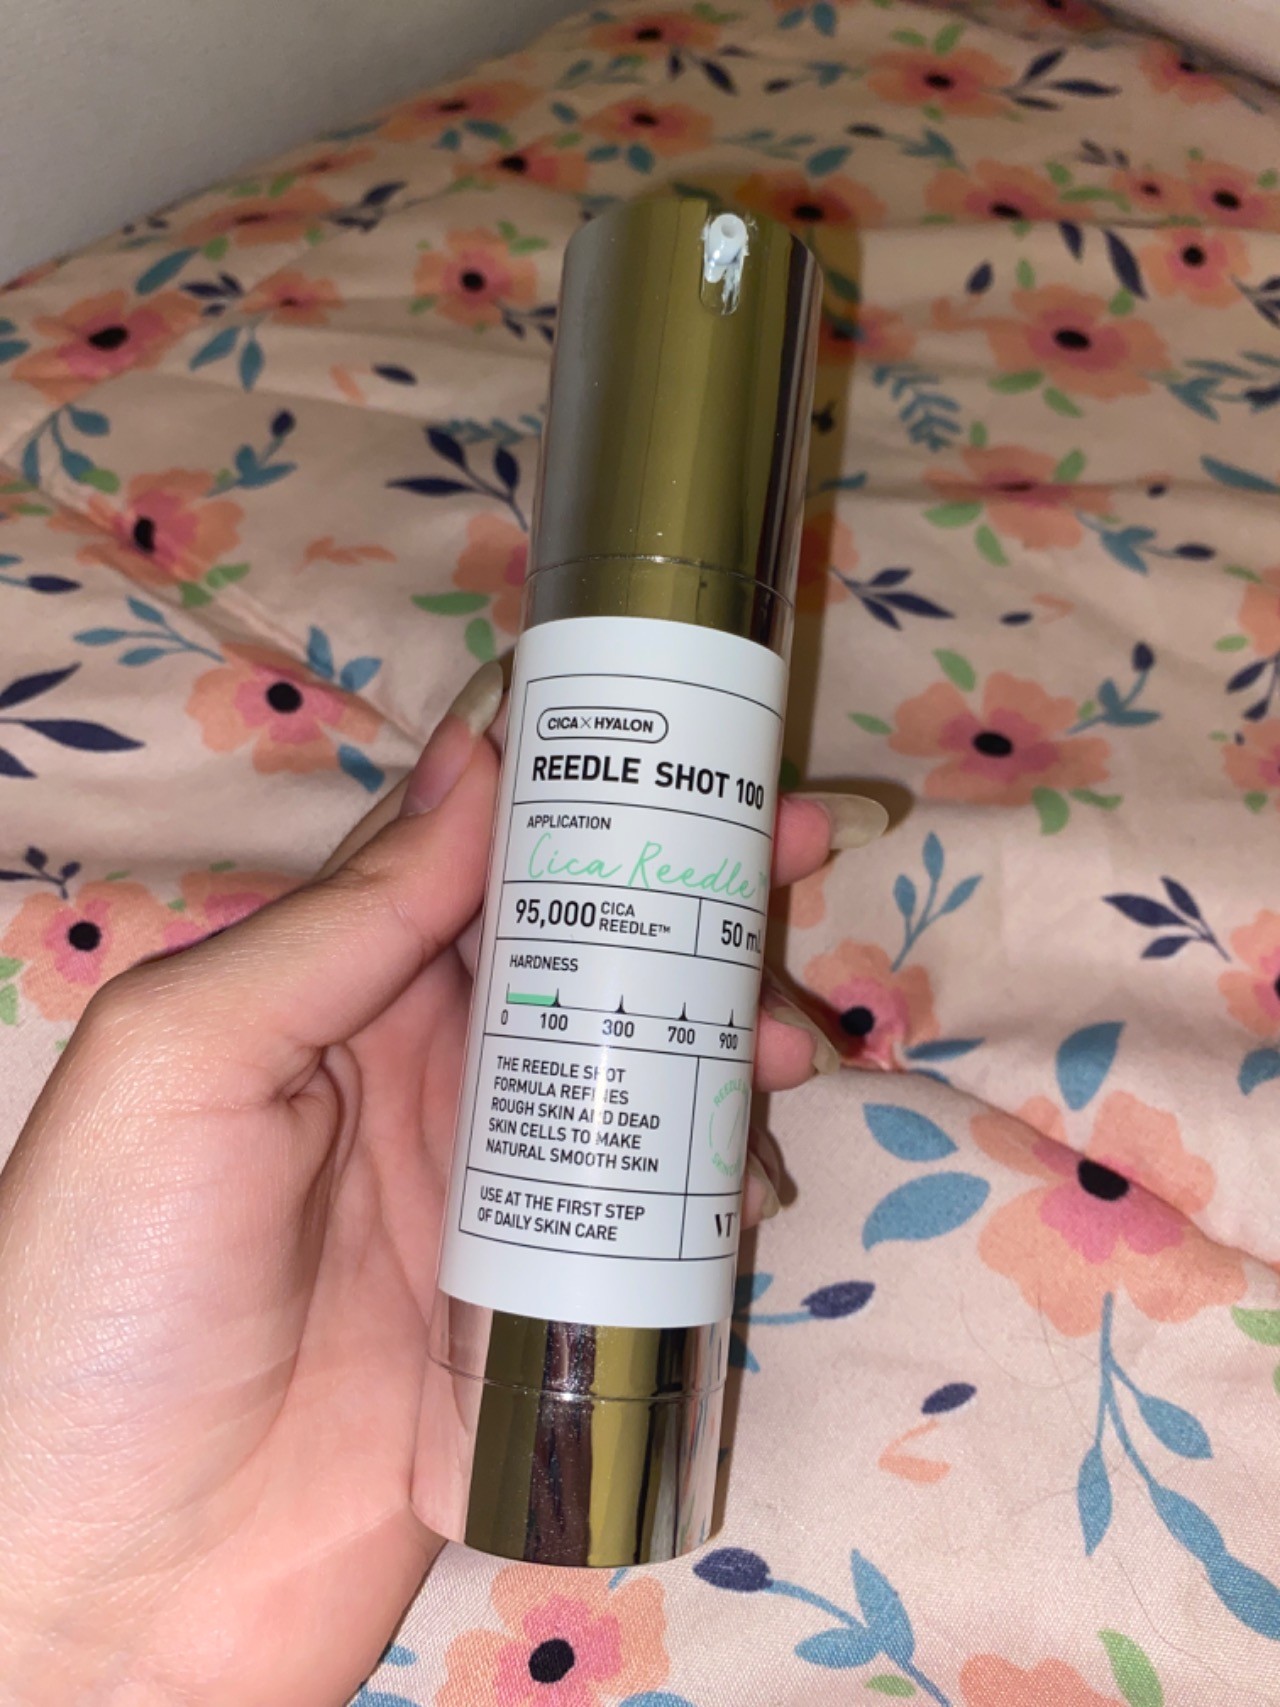 CICA X HYALON
REEDLE SHOT 100
APPLICATION
Cica Reedle™
95,000 CICA REEDLE™
50 mL
HARDNESS
0 100 300 700 900
THE REEDLE SHOT
FORMULA REFINES
ROUGH SKIN AND DEAD
SKIN CELLS TO MAKE
NATURAL SMOOTH SKIN
REEDLE
USE AT THE FIRST STEP
OF DAILY SKIN CARE
VT